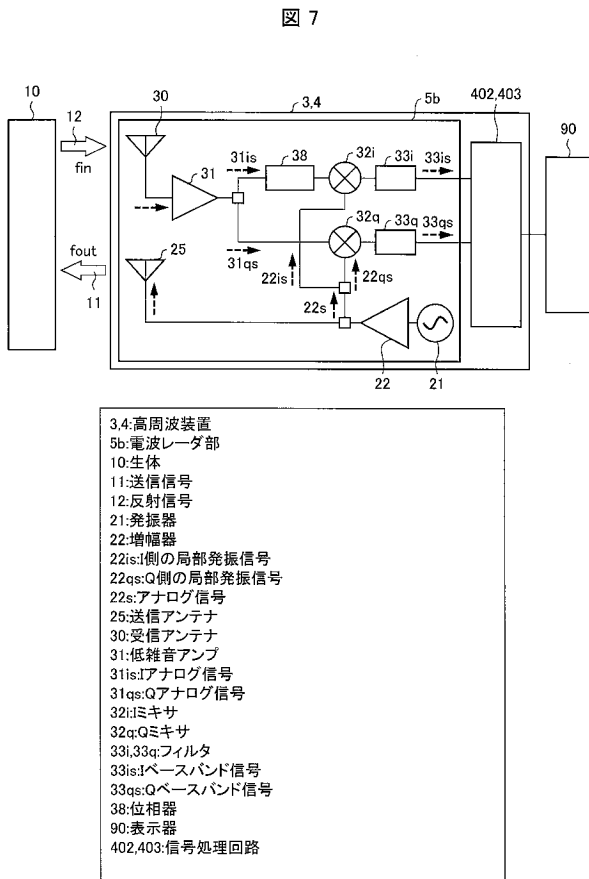 図 7
10
12
fin
fout
11
30
3,4
5b
402,403
90
31is
38
32i
33i
33is
31
32q
33q
33qs
25
31qs
22is
22qs
22s
22
21
3,4:高周波装置
5b:電波レーダ部
10:生体
11:送信信号
12:反射信号
21:発振器
22:増幅器
22is:I側の局部発振信号
22qs:Q側の局部発振信号
22s:アナログ信号
25:送信アンテナ
30:受信アンテナ
31:低雑音アンプ
31is:Iアナログ信号
31qs:Qアナログ信号
32i:Iミキサ
32q:Qミキサ
33i,33q:フィルタ
33is:Iベースバンド信号
33qs:Qベースバンド信号
38:位相器
90:表示器
402,403:信号処理回路